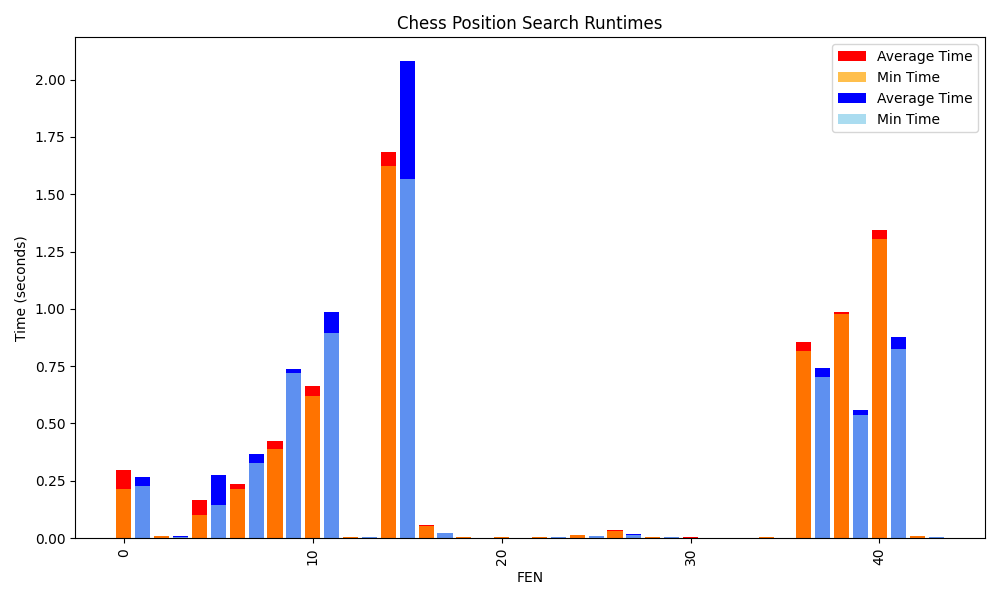 Chess Position Search Runtimes
Average Time
Min Time
Average Time
Min Time
Time (seconds)
2.00
1.75
1.50
1.25
1.00
0.75
0.50
0.25
0.00
0
10
20
30
40
FEN